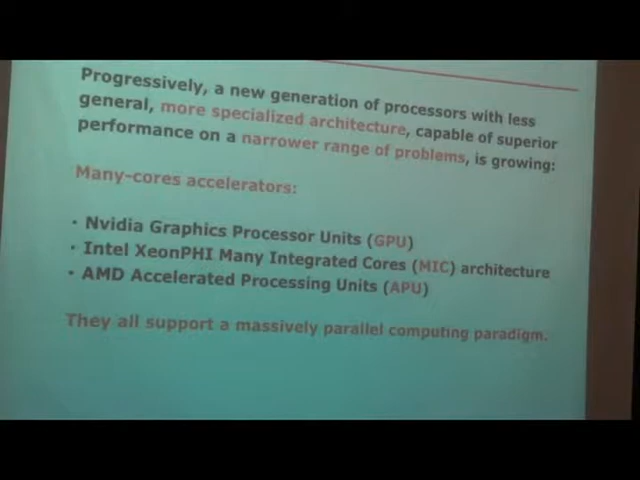 Progressively, a new generation of processors with less
general, more specialized architecture, capable of superior
performance on a narrower range of problems, is growing:
Many-cores accelerators:
• Nvidia Graphics Processor Units (GPU)
• Intel XeonPHI Many Integrated Cores (MIC) architecture
• AMD Accelerated Processing Units (APU)
They all support a massively parallel computing paradigm.